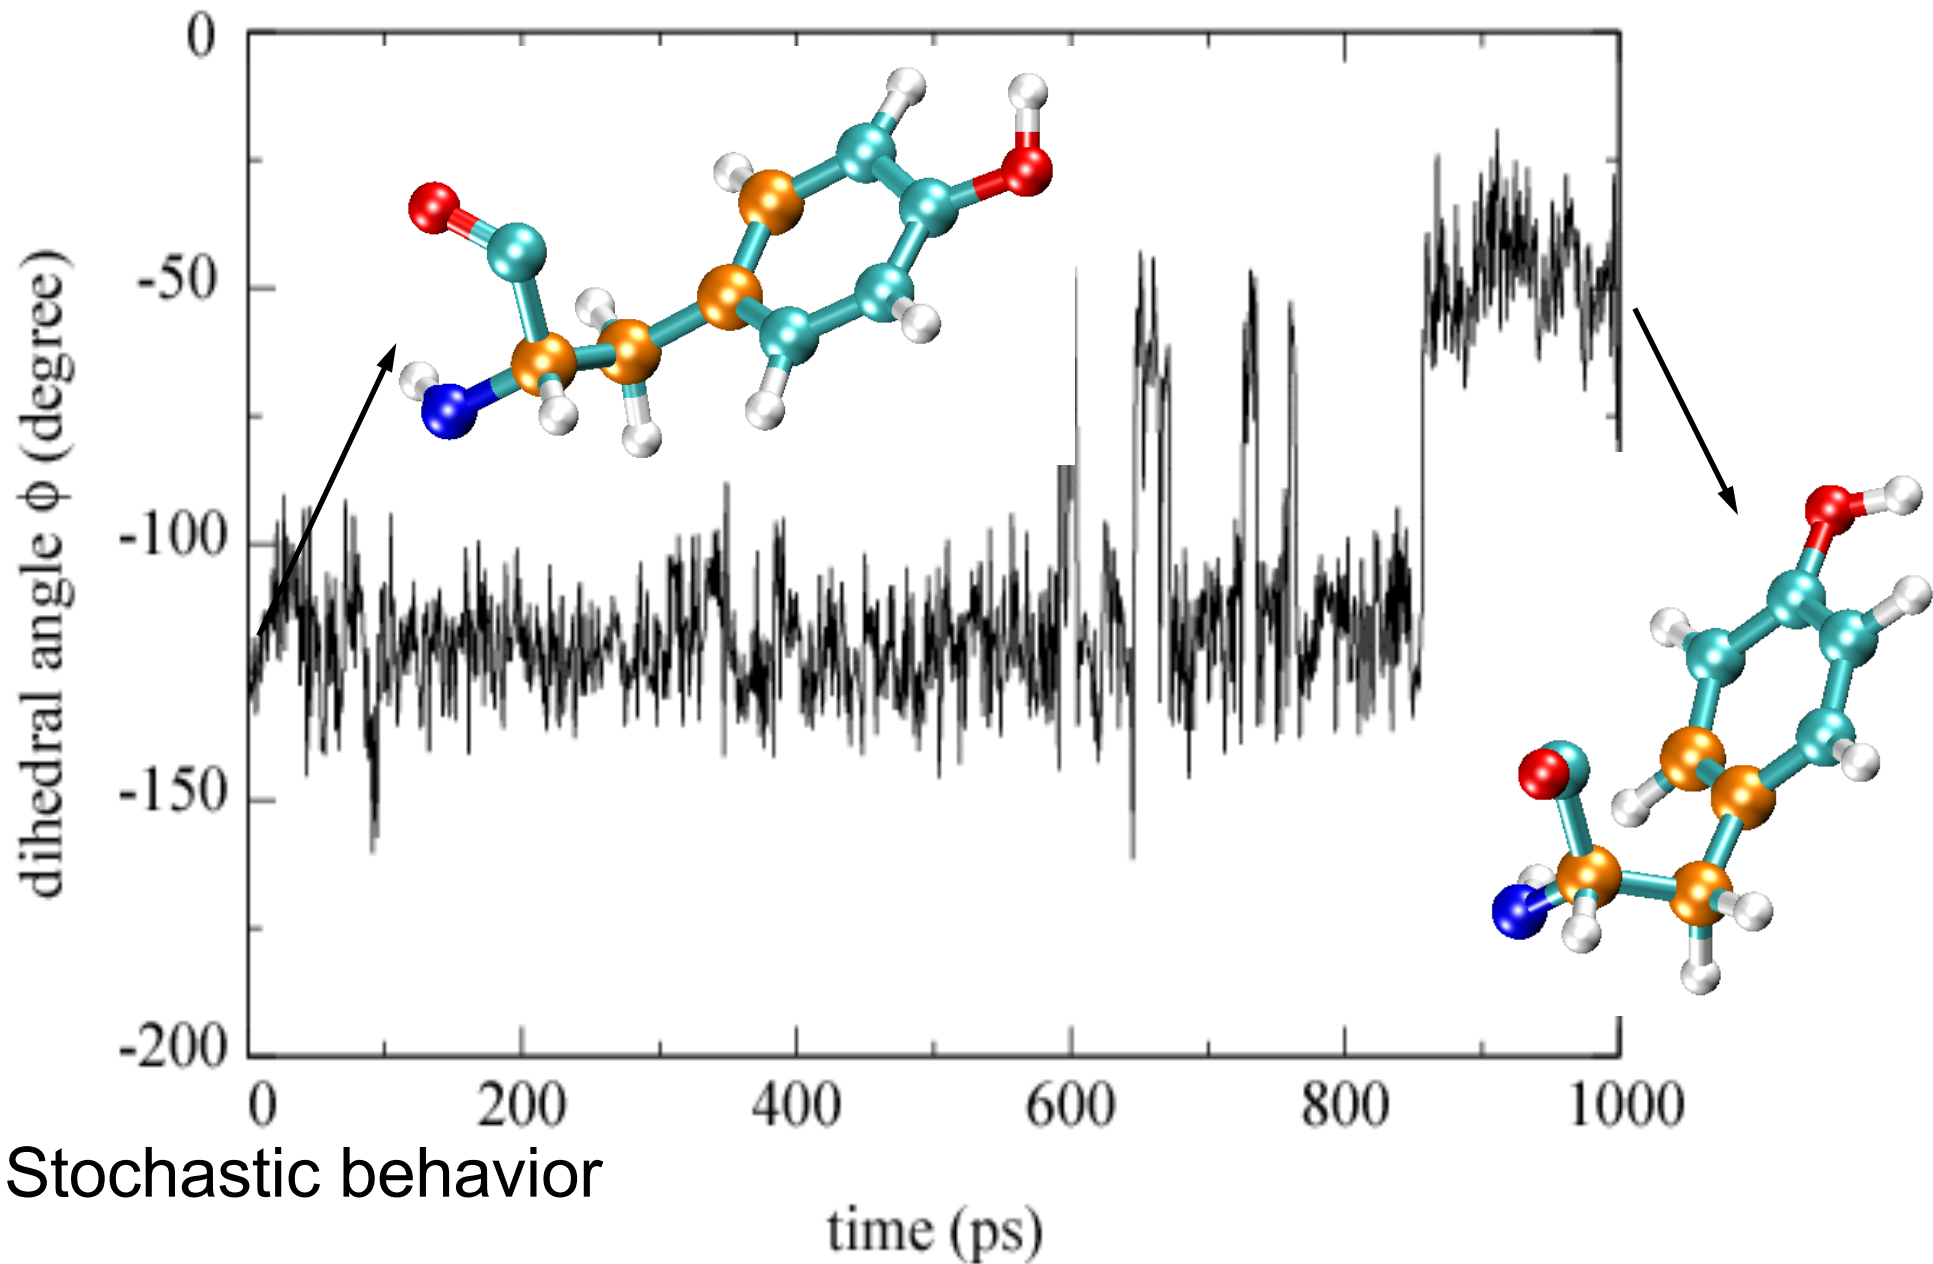 0
-50
-100
-150
-200
dihedral angle ϕ (degree)
0 200 400 600 800 1000
Stochastic behavior
time (ps)